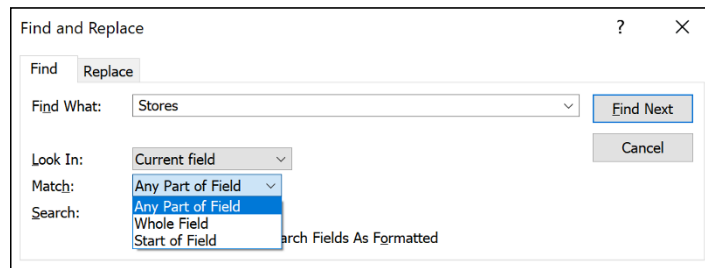 Find and Replace ? X
Find Replace
Find What: Stores Find Next
Cancel
Look In: Current field
Match: Any Part of Field
Any Part of Field
Search: Whole Field
Start of Field arch Fields As Formatted